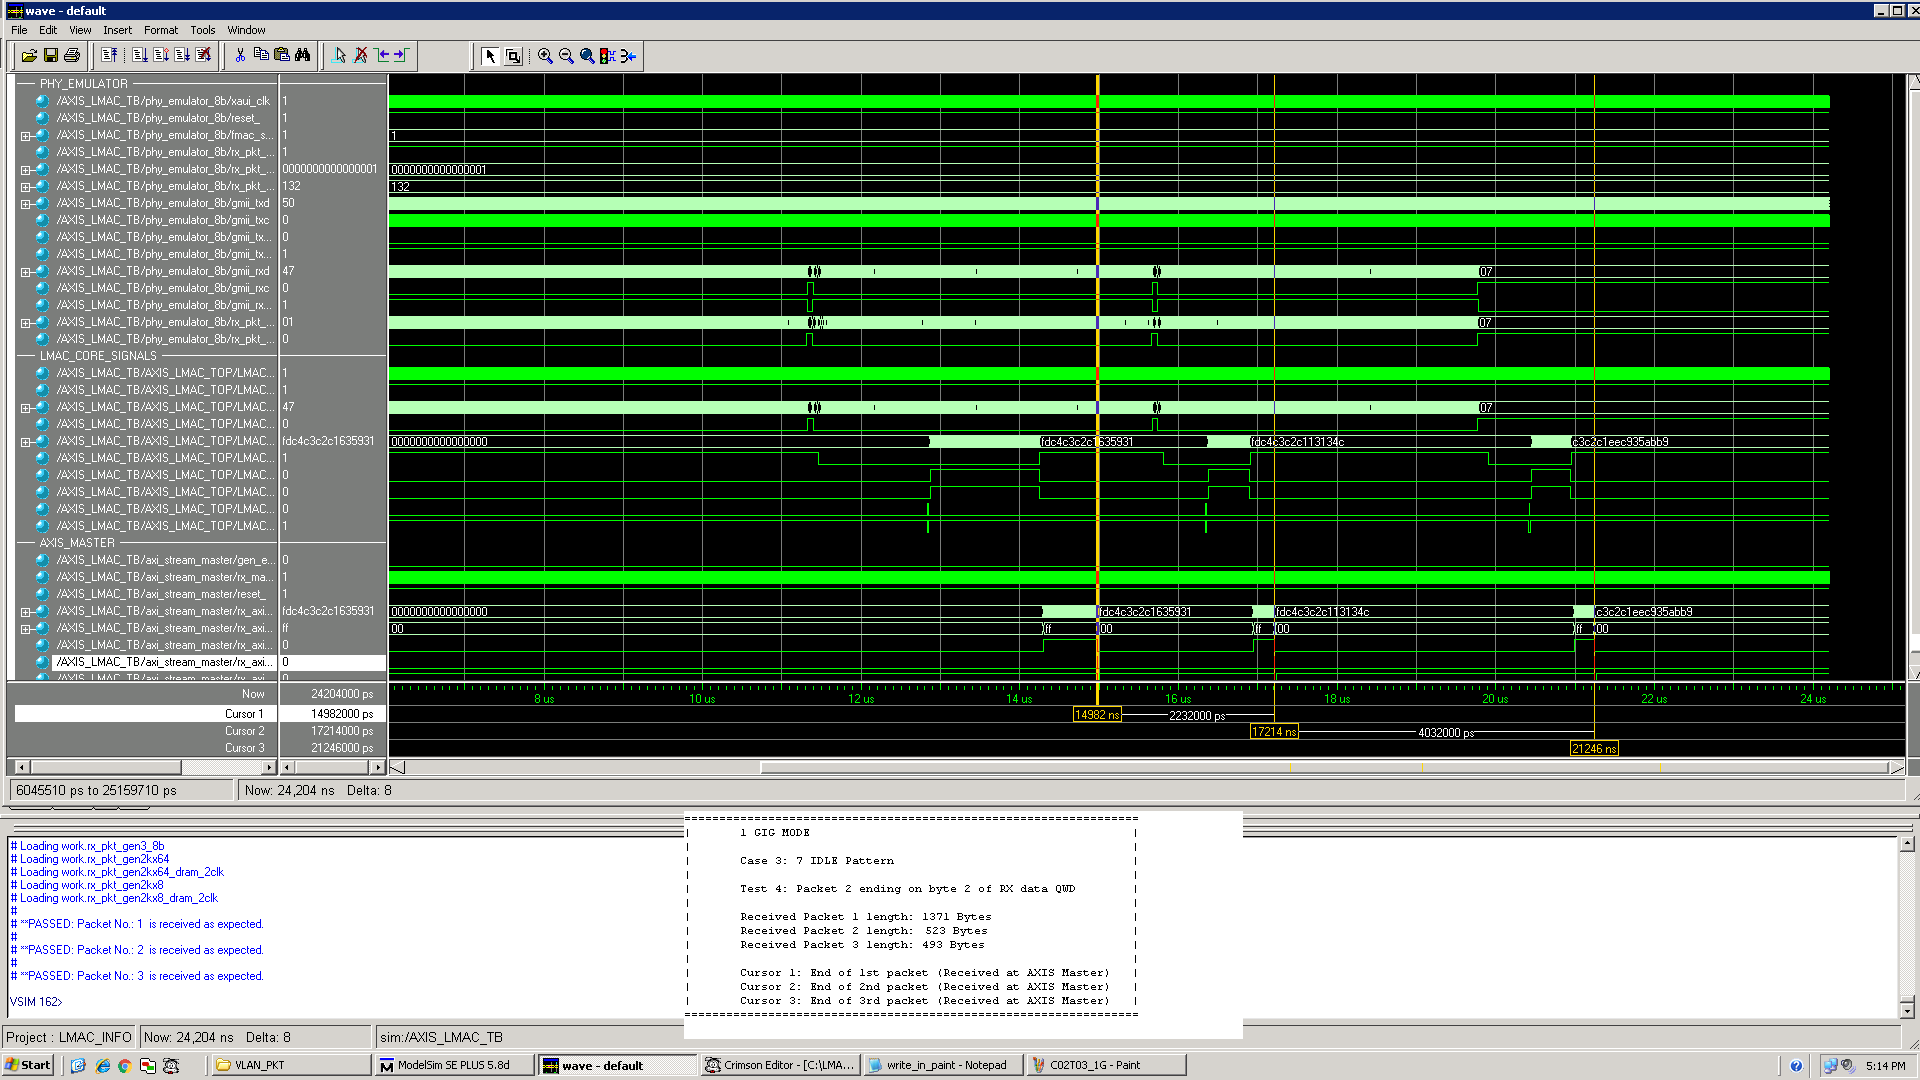 wave - default
File Edit View Insert Format Tools Window
PHY_EMULATOR
/AXIS_LMAC_TB/phy_emulator_8b/xaui_clk 1
/AXIS_LMAC_TB/phy_emulator_8b/reset_ 1
/AXIS_LMAC_TB/phy_emulator_8b/fmac_s... 1 1
/AXIS_LMAC_TB/phy_emulator_8b/rx_pkt_... 1
/AXIS_LMAC_TB/phy_emulator_8b/rx_pkt_... 0000000000000001 0000000000000001
/AXIS_LMAC_TB/phy_emulator_8b/rx_pkt_... 132 132
/AXIS_LMAC_TB/phy_emulator_8b/gmii_txd 50
/AXIS_LMAC_TB/phy_emulator_8b/gmii_txc 0
/AXIS_LMAC_TB/phy_emulator_8b/gmii_tx... 0
/AXIS_LMAC_TB/phy_emulator_8b/gmii_tx... 1
/AXIS_LMAC_TB/phy_emulator_8b/gmii_rxd 47 07
/AXIS_LMAC_TB/phy_emulator_8b/gmii_rxc 0
/AXIS_LMAC_TB/phy_emulator_8b/gmii_rx... 1
/AXIS_LMAC_TB/phy_emulator_8b/rx_pkt_... 01 07
/AXIS_LMAC_TB/phy_emulator_8b/rx_pkt_... 0
LMAC_CORE_SIGNALS
/AXIS_LMAC_TB/AXIS_LMAC_TOP/LMAC... 1
/AXIS_LMAC_TB/AXIS_LMAC_TOP/LMAC... 1
/AXIS_LMAC_TB/AXIS_LMAC_TOP/LMAC... 47 07
/AXIS_LMAC_TB/AXIS_LMAC_TOP/LMAC... 0
/AXIS_LMAC_TB/AXIS_LMAC_TOP/LMAC... fdc4c3c2c1635931 0000000000000000 fdc4c3c2c1635931 fdc4c3c2c113134c c3c2c1eec935abb9
/AXIS_LMAC_TB/AXIS_LMAC_TOP/LMAC... 1
/AXIS_LMAC_TB/AXIS_LMAC_TOP/LMAC... 0
/AXIS_LMAC_TB/AXIS_LMAC_TOP/LMAC... 0
/AXIS_LMAC_TB/AXIS_LMAC_TOP/LMAC... 0
/AXIS_LMAC_TB/AXIS_LMAC_TOP/LMAC... 1
AXIS_MASTER
/AXIS_LMAC_TB/axi_stream_master/gen_e... 0
/AXIS_LMAC_TB/axi_stream_master/rx_ma... 1
/AXIS_LMAC_TB/axi_stream_master/reset_ 1
/AXIS_LMAC_TB/axi_stream_master/rx_axi... fdc4c3c2c1635931 0000000000000000 fdc4c3c2c1635931 fdc4c3c2c113134c c3c2c1eec935abb9
/AXIS_LMAC_TB/axi_stream_master/rx_axi... ff 00 ff 00 ff 00 ff 00
/AXIS_LMAC_TB/axi_stream_master/rx_axi... 0
/AXIS_LMAC_TB/axi_stream_master/rx_axi... 0
Now 24204000 ps 8 us 10 us 12 us 14 us 16 us 18 us 20 us 22 us 24 us
Cursor 1 14982000 ps 14982 ns 2232000 ps
Cursor 2 17214000 ps 17214 ns 4032000 ps
Cursor 3 21246000 ps 21246 ns
6045510 ps to 25159710 ps Now: 24,204 ns Delta: 8
# Loading work.rx_pkt_gen3_8b
# Loading work.rx_pkt_gen2kx64
# Loading work.rx_pkt_gen2kx64_dram_2clk
# Loading work.rx_pkt_gen2kx8
# Loading work.rx_pkt_gen2kx8_dram_2clk
#
# **PASSED: Packet No.: 1 is received as expected.
#
# **PASSED: Packet No.: 2 is received as expected.
#
# **PASSED: Packet No.: 3 is received as expected.
VSIM 162>
1 GIG MODE
Case 3: 7 IDLE Pattern
Test 4: Packet 2 ending on byte 2 of RX data QWD
Received Packet 1 length: 1371 Bytes
Received Packet 2 length: 523 Bytes
Received Packet 3 length: 493 Bytes
Cursor 1: End of 1st packet (Received at AXIS Master)
Cursor 2: End of 2nd packet (Received at AXIS Master)
Cursor 3: End of 3rd packet (Received at AXIS Master)
Project : LMAC_INFO Now: 24,204 ns Delta: 8 sim:/AXIS_LMAC_TB
Start VLAN_PKT ModelSim SE PLUS 5.8d wave - default Crimson Editor - [C:\LMA... write_in_paint - Notepad C02T03_1G - Paint 5:14 PM